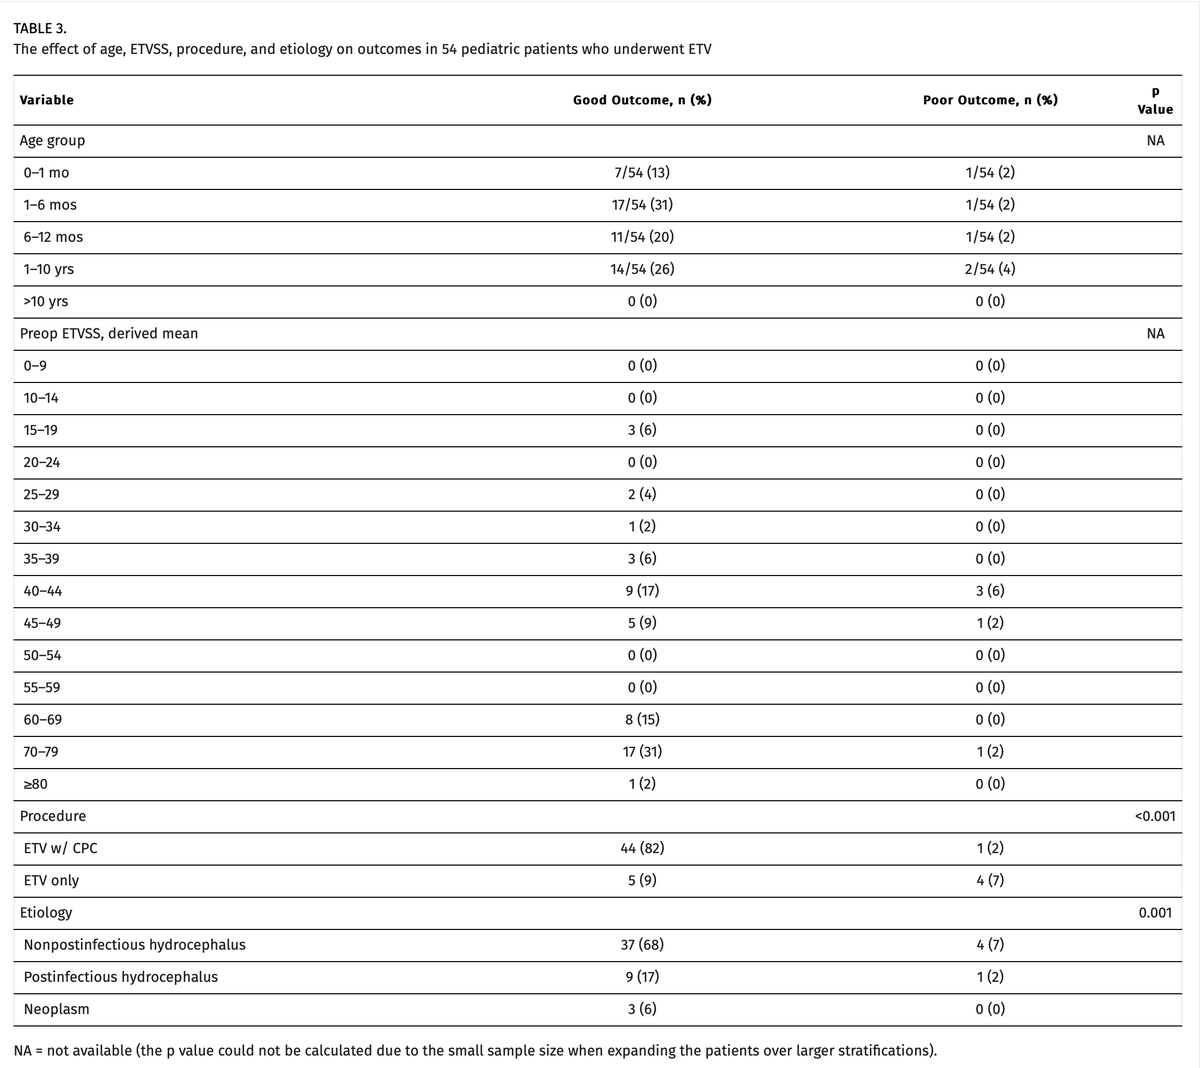 TABLE 3.
The effect of age, ETVSS, procedure, and etiology on outcomes in 54 pediatric patients who underwent ETV
Variable Good Outcome, n (%) Poor Outcome, n (%) p Value
Age group NA
0–1 mo 7/54 (13) 1/54 (2)
1–6 mos 17/54 (31) 1/54 (2)
6–12 mos 11/54 (20) 1/54 (2)
1–10 yrs 14/54 (26) 2/54 (4)
>10 yrs 0 (0) 0 (0)
Preop ETVSS, derived mean NA
0–9 0 (0) 0 (0)
10–14 0 (0) 0 (0)
15–19 3 (6) 0 (0)
20–24 0 (0) 0 (0)
25–29 2 (4) 0 (0)
30–34 1 (2) 0 (0)
35–39 3 (6) 0 (0)
40–44 9 (17) 3 (6)
45–49 5 (9) 1 (2)
50–54 0 (0) 0 (0)
55–59 0 (0) 0 (0)
60–69 8 (15) 0 (0)
70–79 17 (31) 1 (2)
≥80 1 (2) 0 (0)
Procedure <0.001
ETV w/ CPC 44 (82) 1 (2)
ETV only 5 (9) 4 (7)
Etiology 0.001
Nonpostinfectious hydrocephalus 37 (68) 4 (7)
Postinfectious hydrocephalus 9 (17) 1 (2)
Neoplasm 3 (6) 0 (0)
NA = not available (the p value could not be calculated due to the small sample size when expanding the patients over larger stratifications).